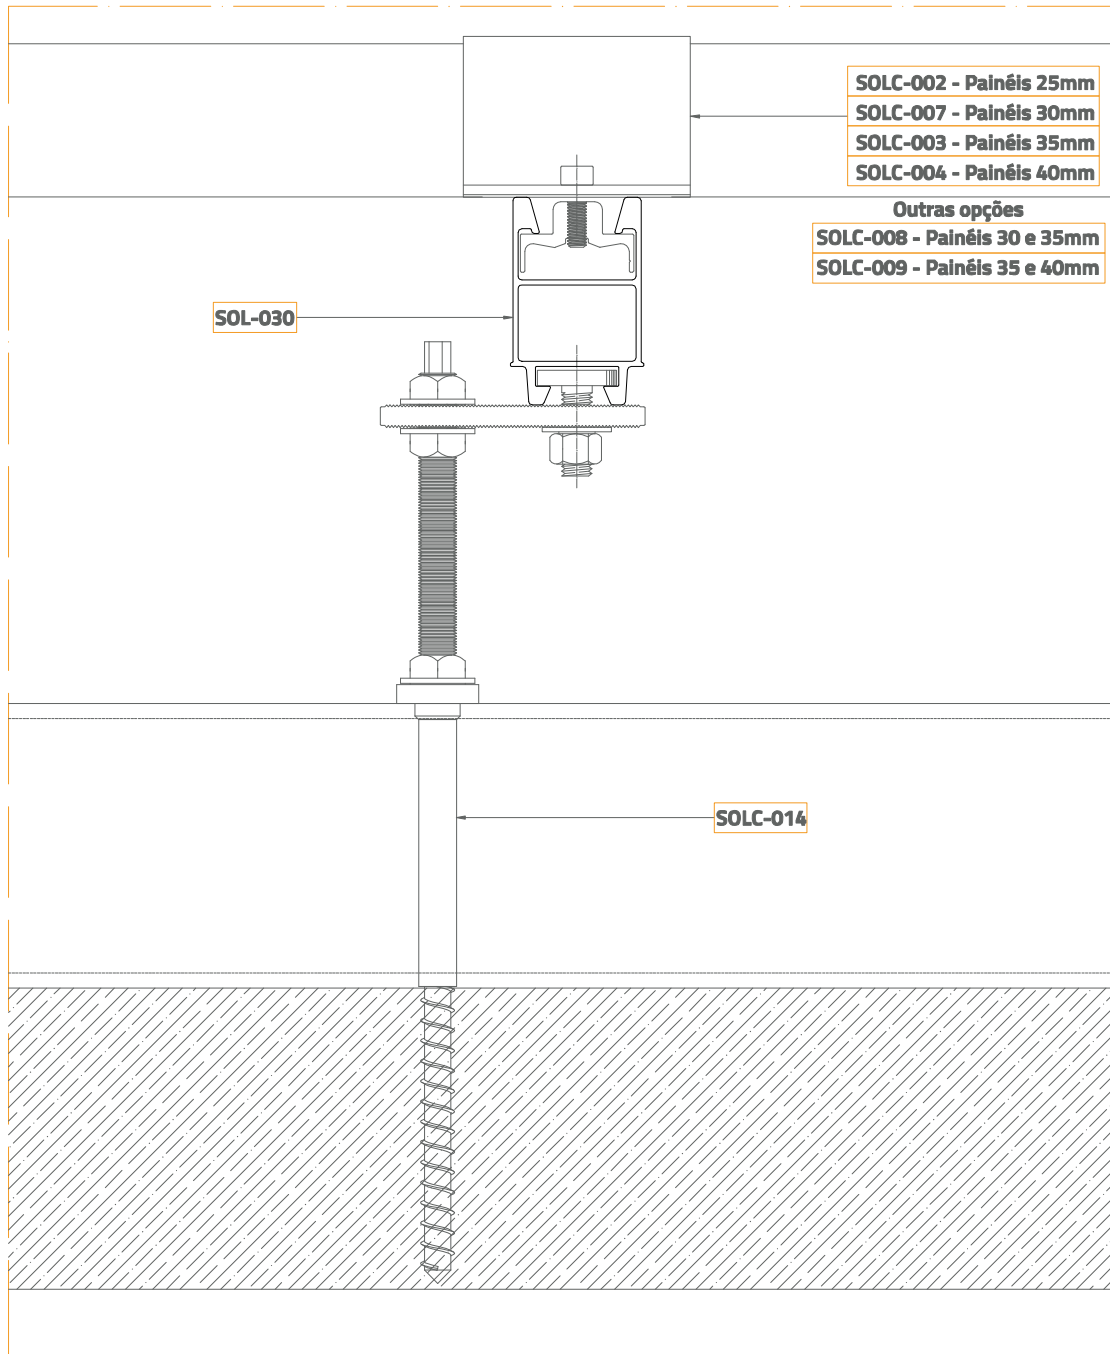 SOLC-002 - Painéis 25mm
SOLC-007 - Painéis 30mm
SOLC-003 - Painéis 35mm
SOLC-004 - Painéis 40mm
Outras opções
SOLC-008 - Painéis 30 e 35mm
SOLC-009 - Painéis 35 e 40mm
SOL-030
SOLC-014